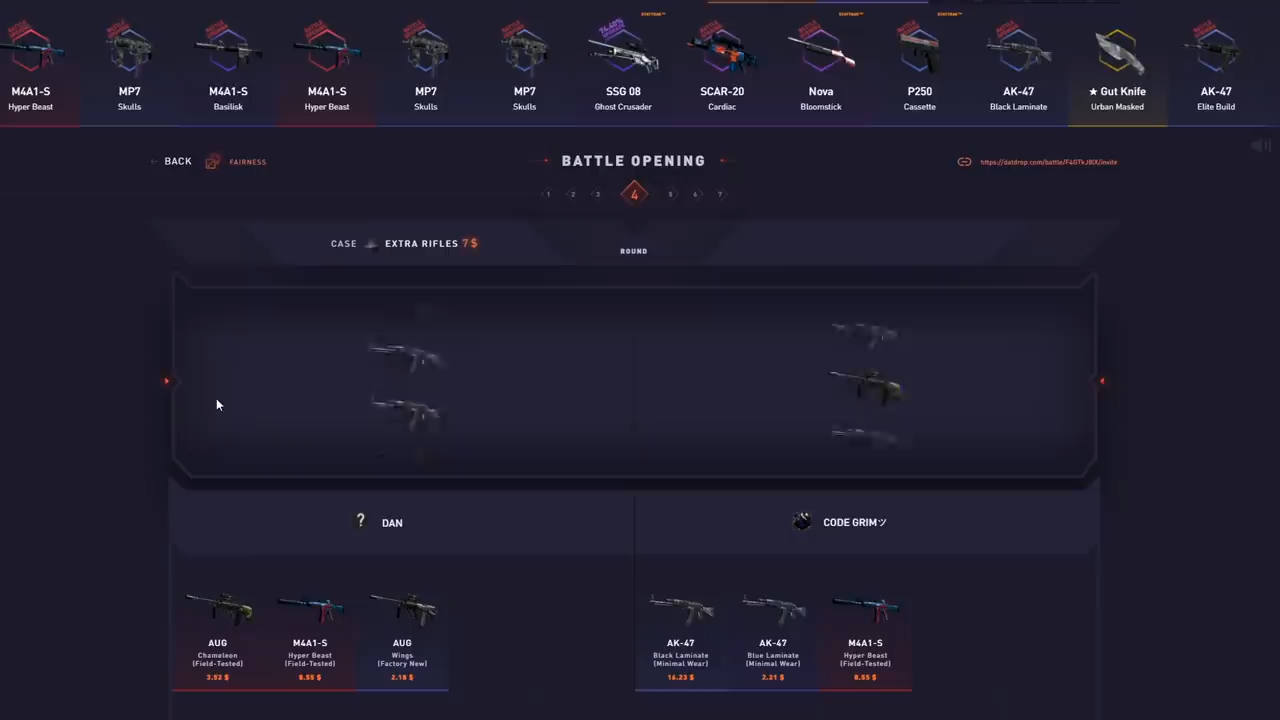 STATTRAK™ STATTRAK™ STATTRAK™
M4A1-S MP7 M4A1-S M4A1-S MP7 MP7 SSG 08 SCAR-20 Nova P250 AK-47 ★ Gut Knife AK-47
Hyper Beast Skulls Basilisk Hyper Beast Skulls Skulls Ghost Crusader Cardiac Bloomstick Cassette Black Laminate Urban Masked Elite Build
← BACK FAIRNESS BATTLE OPENING
1 2 3 4 5 6 7
CASE EXTRA RIFLES 7 $
ROUND
? DAN CODE GRIMツ
AUG M4A1-S AUG AK-47 AK-47 M4A1-S
Chameleon Hyper Beast Wings Black Laminate Blue Laminate Hyper Beast
(Field-Tested) (Field-Tested) (Factory New) (Minimal Wear) (Minimal Wear) (Field-Tested)
3.52 $ 8.55 $ 2.18 $ 16.23 $ 2.21 $ 8.55 $